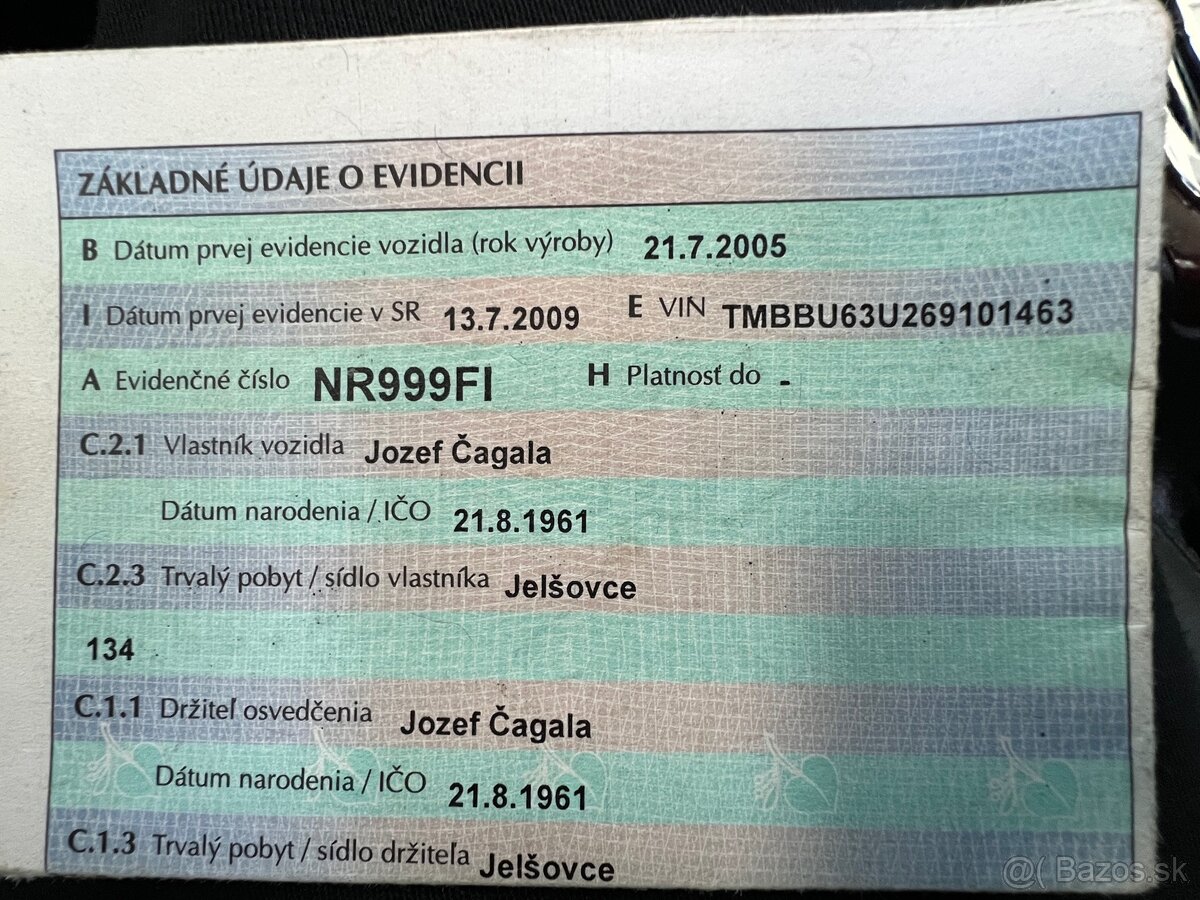 ZÁKLADNÉ ÚDAJE O EVIDENCII
B Dátum prvej evidencie vozidla (rok výroby) 21.7.2005
I Dátum prvej evidencie v SR 13.7.2009 E VIN TMBBU63U269101463
A Evidenčné číslo NR999FI H Platnosť do -
C.2.1 Vlastník vozidla Jozef Čagala
Dátum narodenia / IČO 21.8.1961
C.2.3 Trvalý pobyt / sídlo vlastníka Jelšovce
134
C.1.1 Držiteľ osvedčenia Jozef Čagala
Dátum narodenia / IČO 21.8.1961
C.1.3 Trvalý pobyt / sídlo držiteľa Jelšovce
@( Bazos.sk